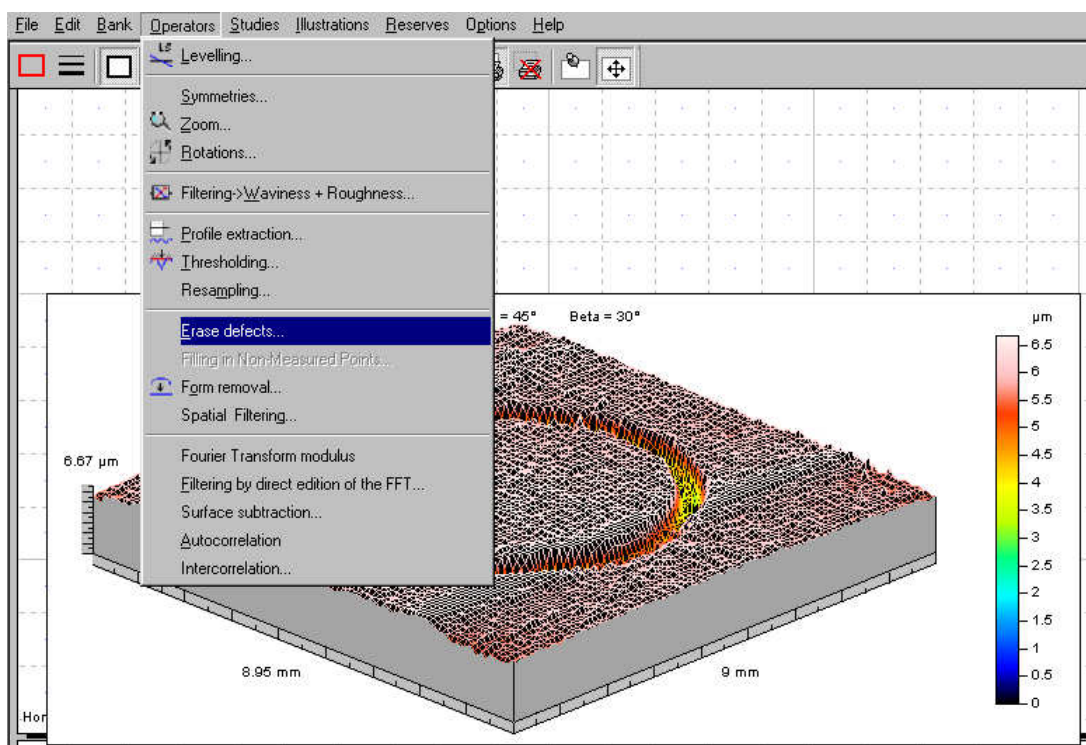 File Edit Bank Operators Studies Illustrations Reserves Options Help
LS
Levelling...
Symmetries...
Zoom...
Rotations...
Filtering->Waviness + Roughness...
Profile extraction...
Thresholding...
Resampling...
Erase defects...
Filling in Non-Measured Points...
Form removal...
Spatial Filtering...
Fourier Transform modulus
Filtering by direct edition of the FFT...
Surface subtraction...
Autocorrelation
Intercorrelation...
= 45° Beta = 30°
6.67 µm
8.95 mm
9 mm
µm
6.5
6
5.5
5
4.5
4
3.5
3
2.5
2
1.5
1
0.5
0